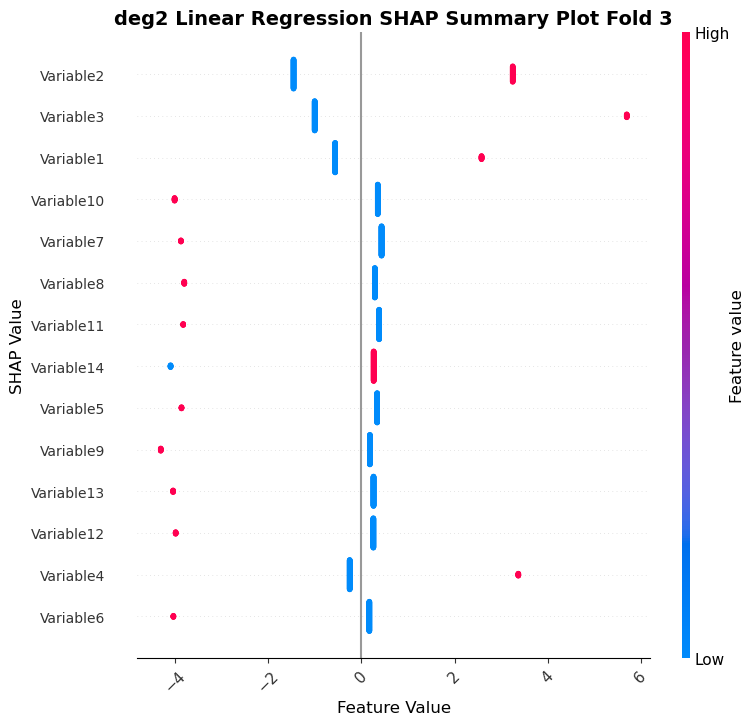 deg2 Linear Regression SHAP Summary Plot Fold 3
High
Variable2
Variable3
Variable1
Variable10
Variable7
Variable8
Variable11
Variable14
Variable5
Variable9
Variable13
Variable12
Variable4
Variable6
SHAP Value
Feature value
Low
−4
−2
0
2
4
6
Feature Value